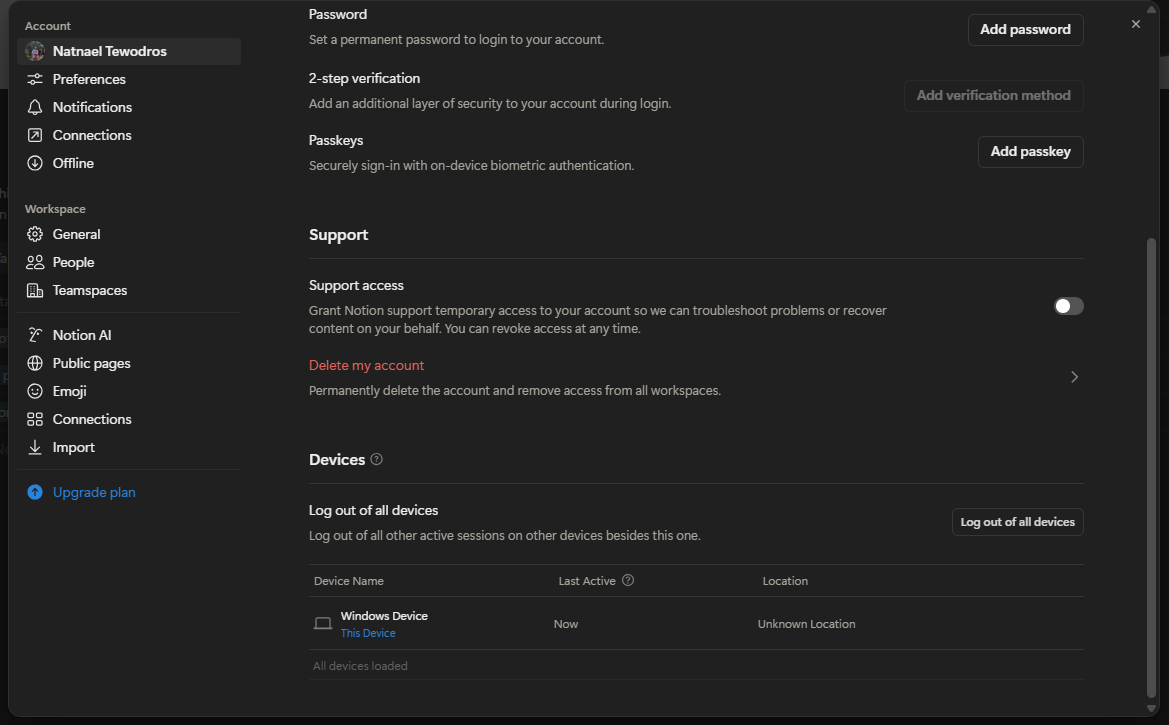 Account
Natnael Tewodros
Preferences
Notifications
Connections
Offline
Workspace
General
People
Teamspaces
Notion AI
Public pages
Emoji
Connections
Import
Upgrade plan
Password
Set a permanent password to login to your account.
Add password
2-step verification
Add an additional layer of security to your account during login.
Add verification method
Passkeys
Securely sign-in with on-device biometric authentication.
Add passkey
Support
Support access
Grant Notion support temporary access to your account so we can troubleshoot problems or recover
content on your behalf. You can revoke access at any time.
Delete my account
Permanently delete the account and remove access from all workspaces.
Devices
Log out of all devices
Log out of all other active sessions on other devices besides this one.
Log out of all devices
Device Name Last Active Location
Windows Device
This Device
Now
Unknown Location
All devices loaded